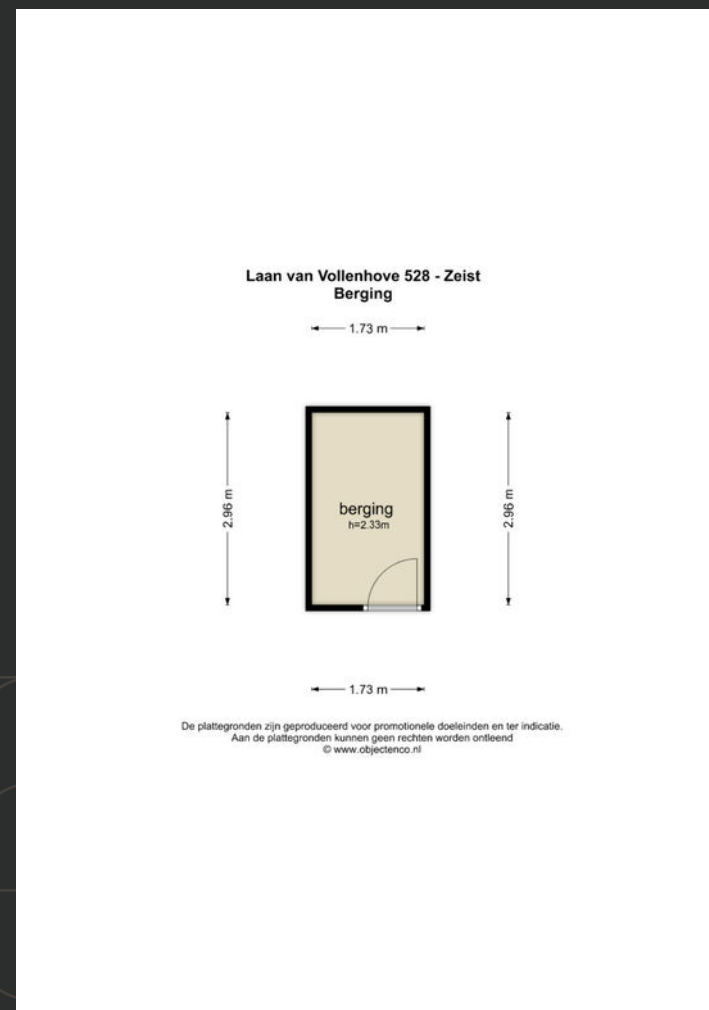 Laan van Vollenhove 528 - Zeist
Berging
1.73 m
2.96 m
2.96 m
berging
h=2.33m
1.73 m
De plattegronden zijn geproduceerd voor promotionele doeleinden en ter indicatie.
Aan de plattegronden kunnen geen rechten worden ontleend
© www.objectenco.nl